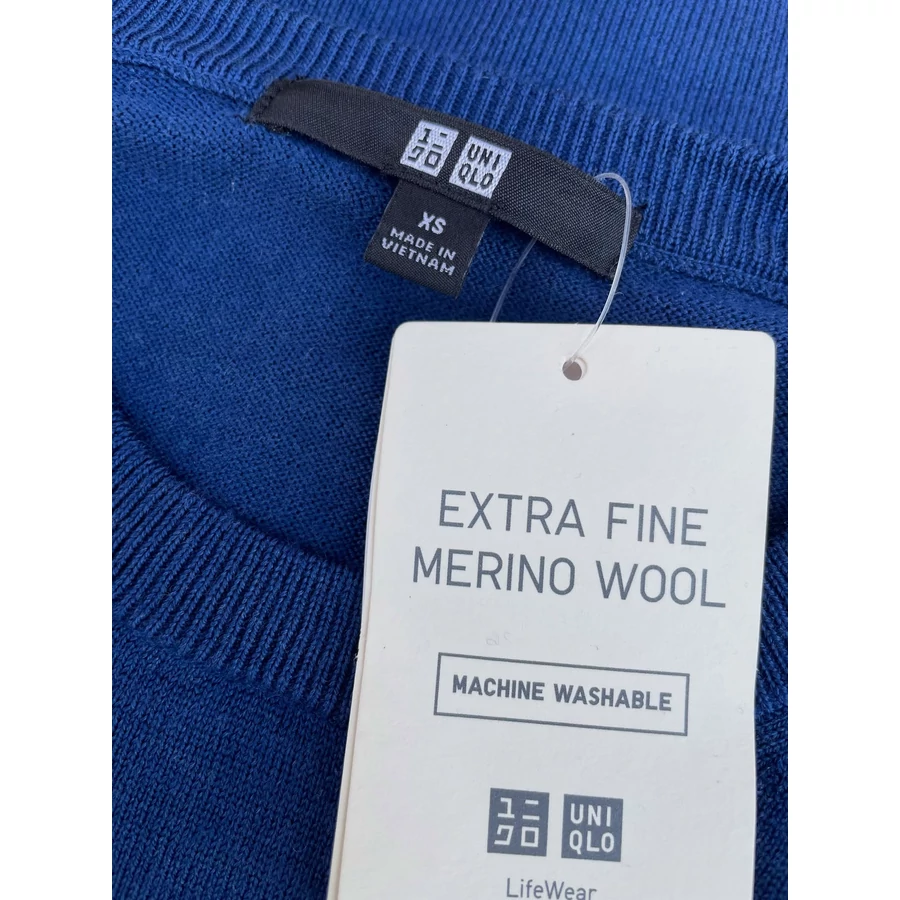 ユニ UNI
クロ QLO
XS
MADE IN
VIETNAM
EXTRA FINE
MERINO WOOL
MACHINE WASHABLE
ユニ UNI
クロ QLO
LifeWear